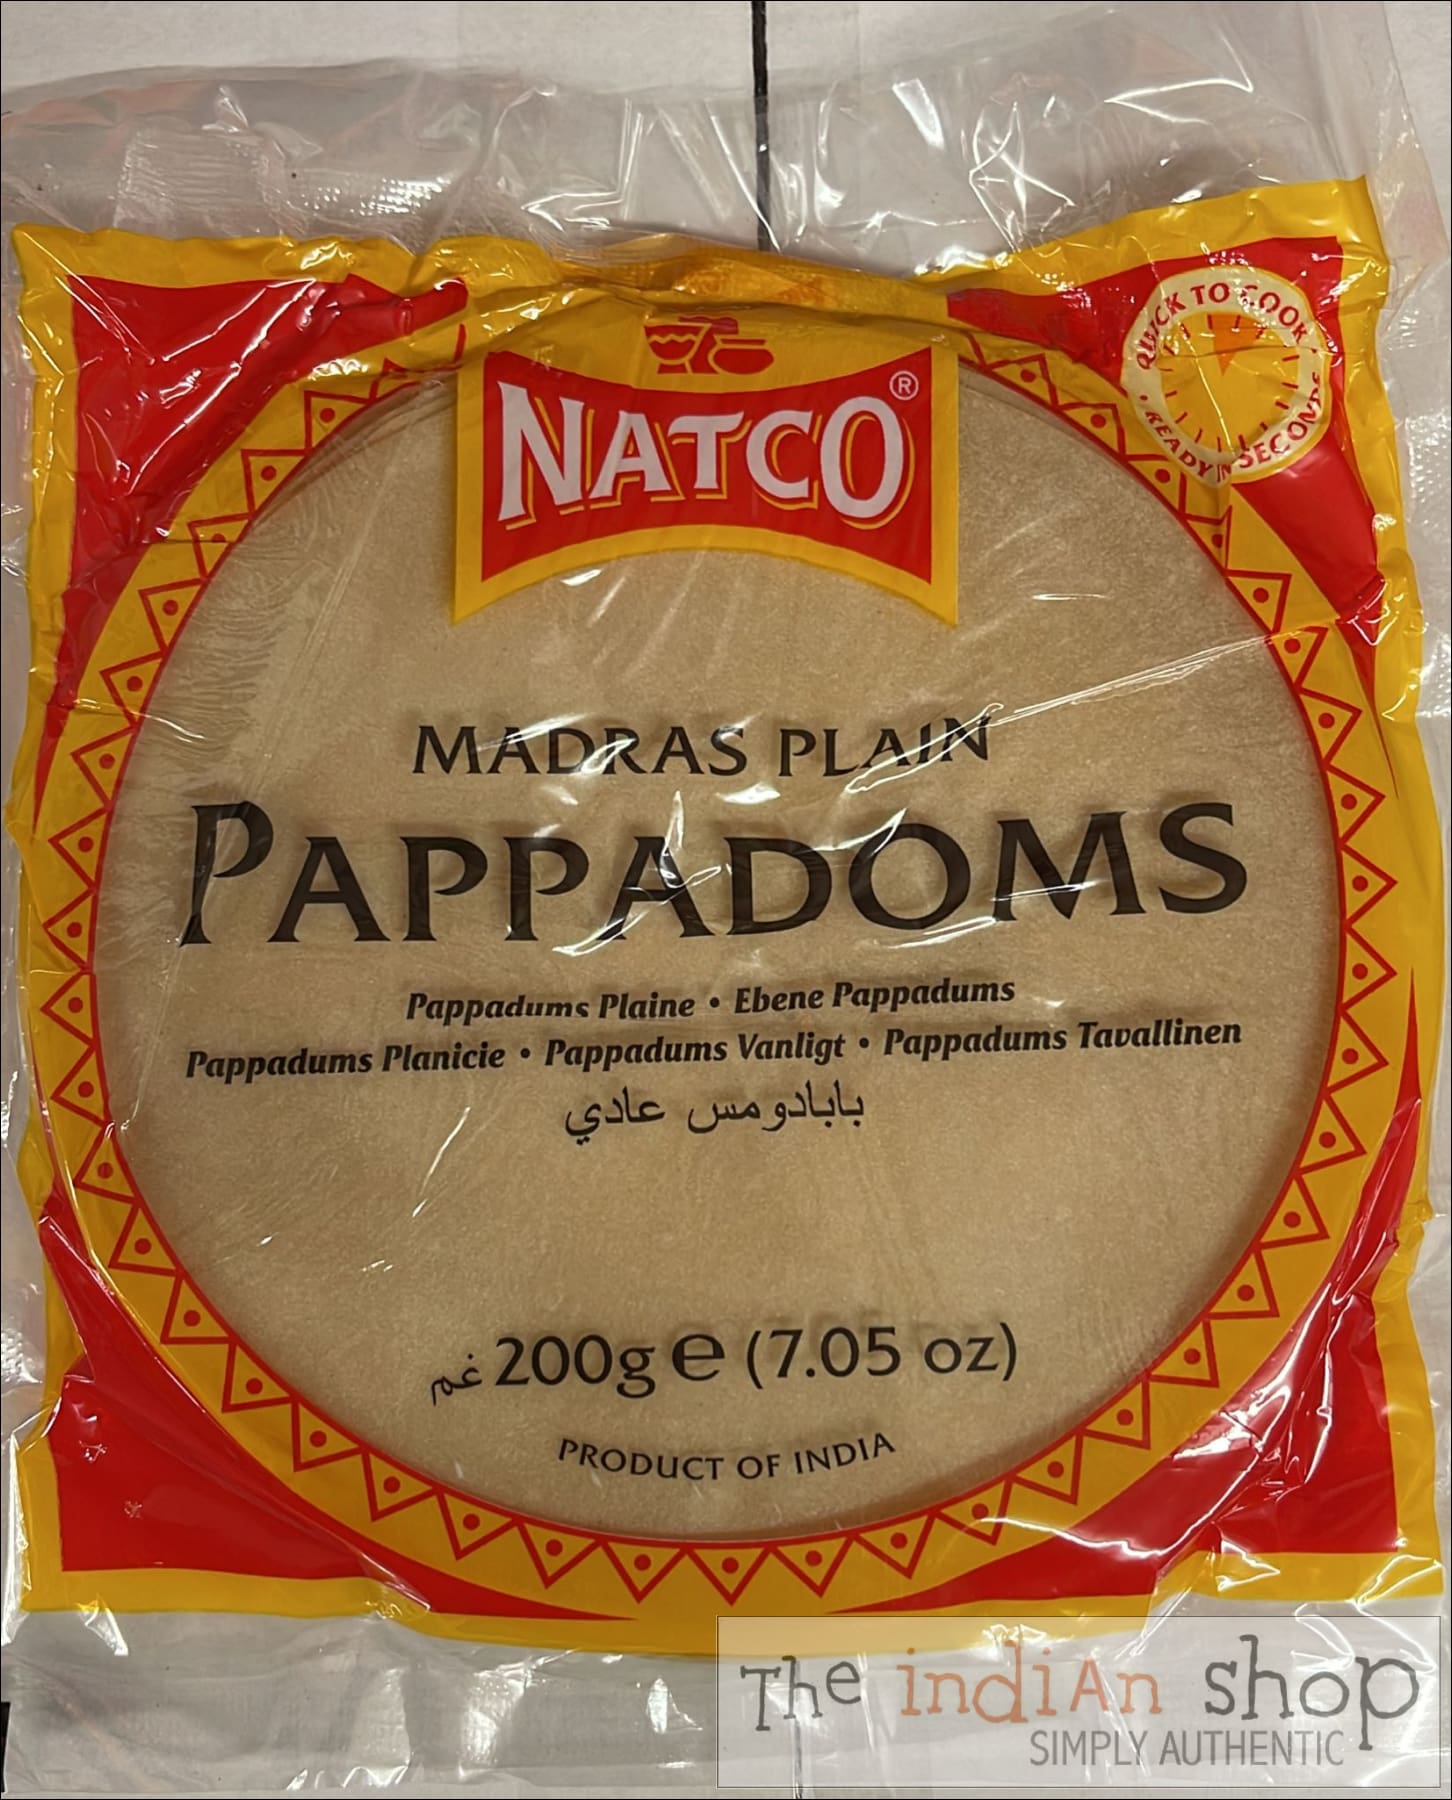 NATCO®
QUICK TO COOK • READY IN SECONDS •
MADRAS PLAIN
PAPPADOMS
Pappadums Plaine • Ebene Pappadums
Pappadums Planicie • Pappadums Vanligt • Pappadums Tavallinen
بابادومس عادي
200g e (7.05 oz) غم
PRODUCT OF INDIA
The indiAn shop
SIMPLY AUTHENTIC